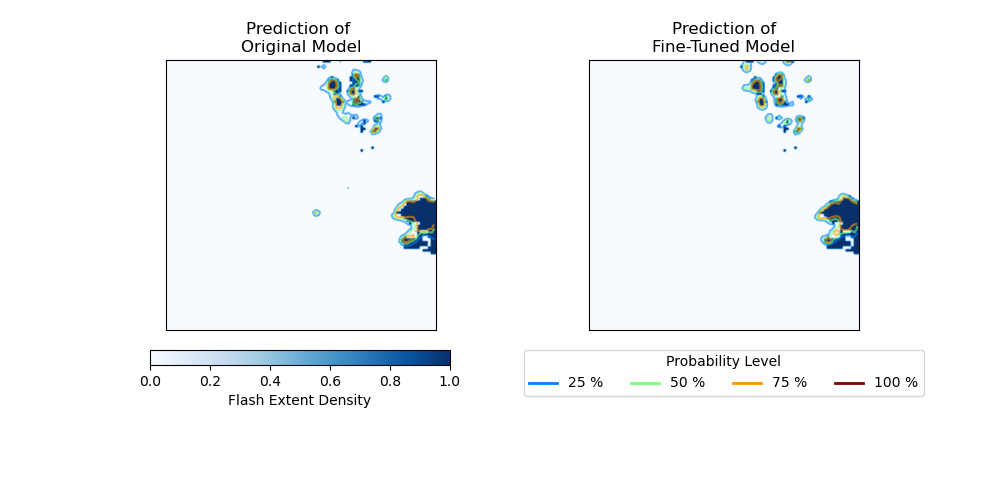 Prediction of
Original Model
Prediction of
Fine-Tuned Model
0.0 0.2 0.4 0.6 0.8 1.0
Flash Extent Density
Probability Level
25 % 50 % 75 % 100 %